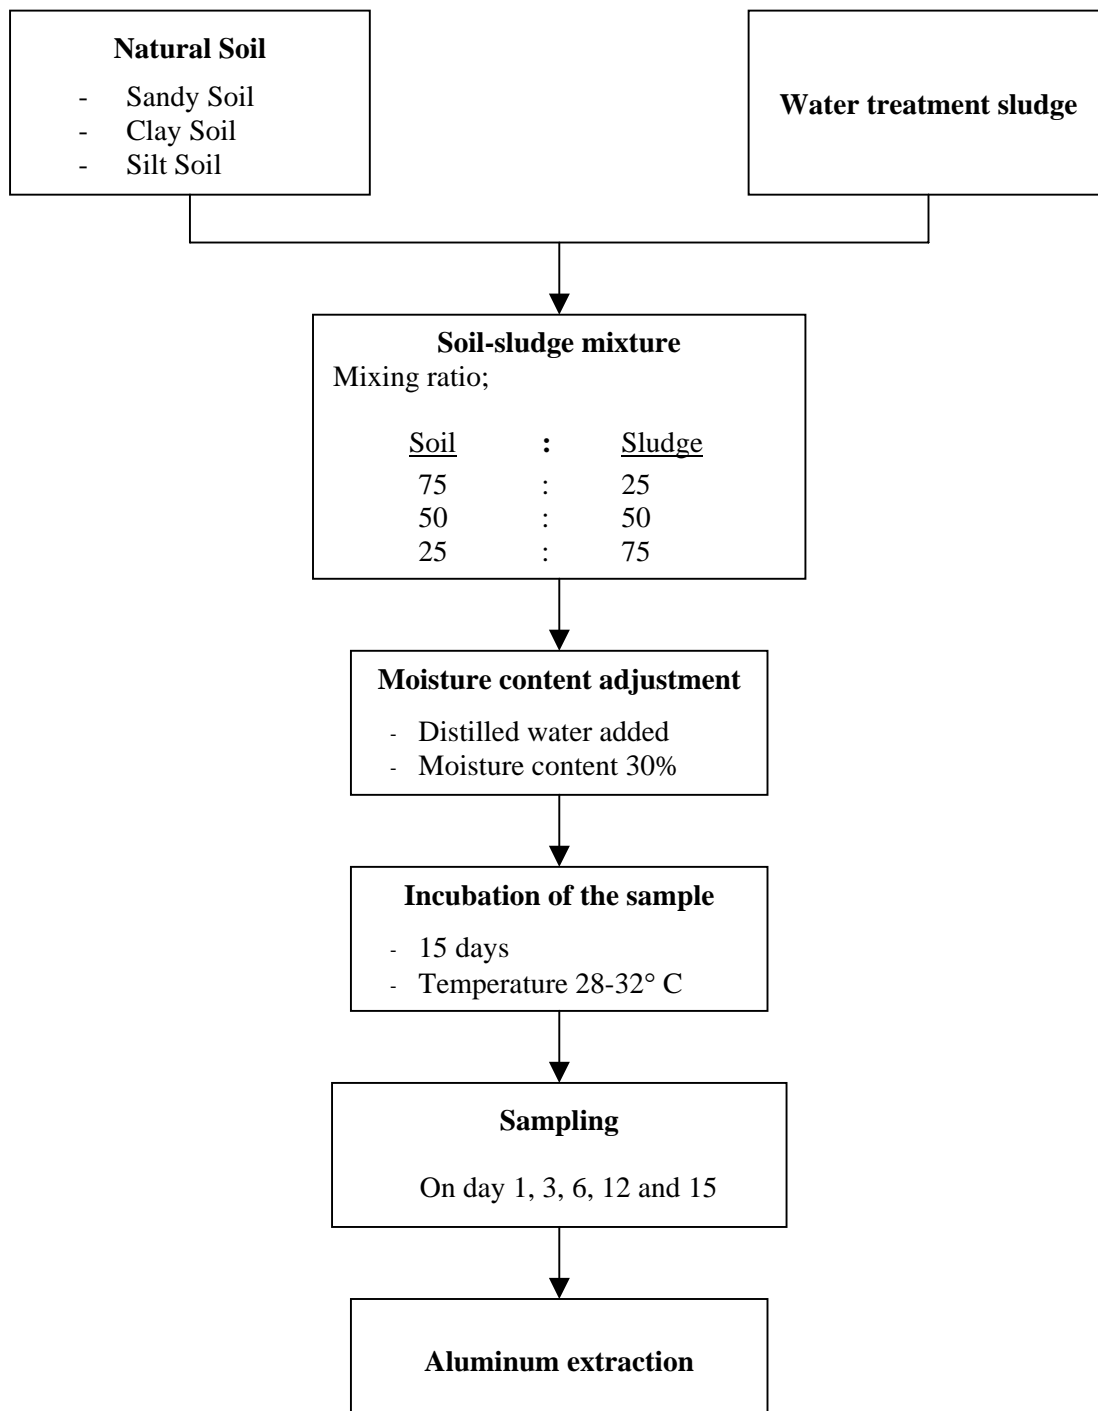 Natural Soil
- Sandy Soil
- Clay Soil
- Silt Soil
Water treatment sludge
Soil-sludge mixture
Mixing ratio;
Soil : Sludge
75 : 25
50 : 50
25 : 75
Moisture content adjustment
- Distilled water added
- Moisture content 30%
Incubation of the sample
- 15 days
- Temperature 28-32° C
Sampling
On day 1, 3, 6, 12 and 15
Aluminum extraction